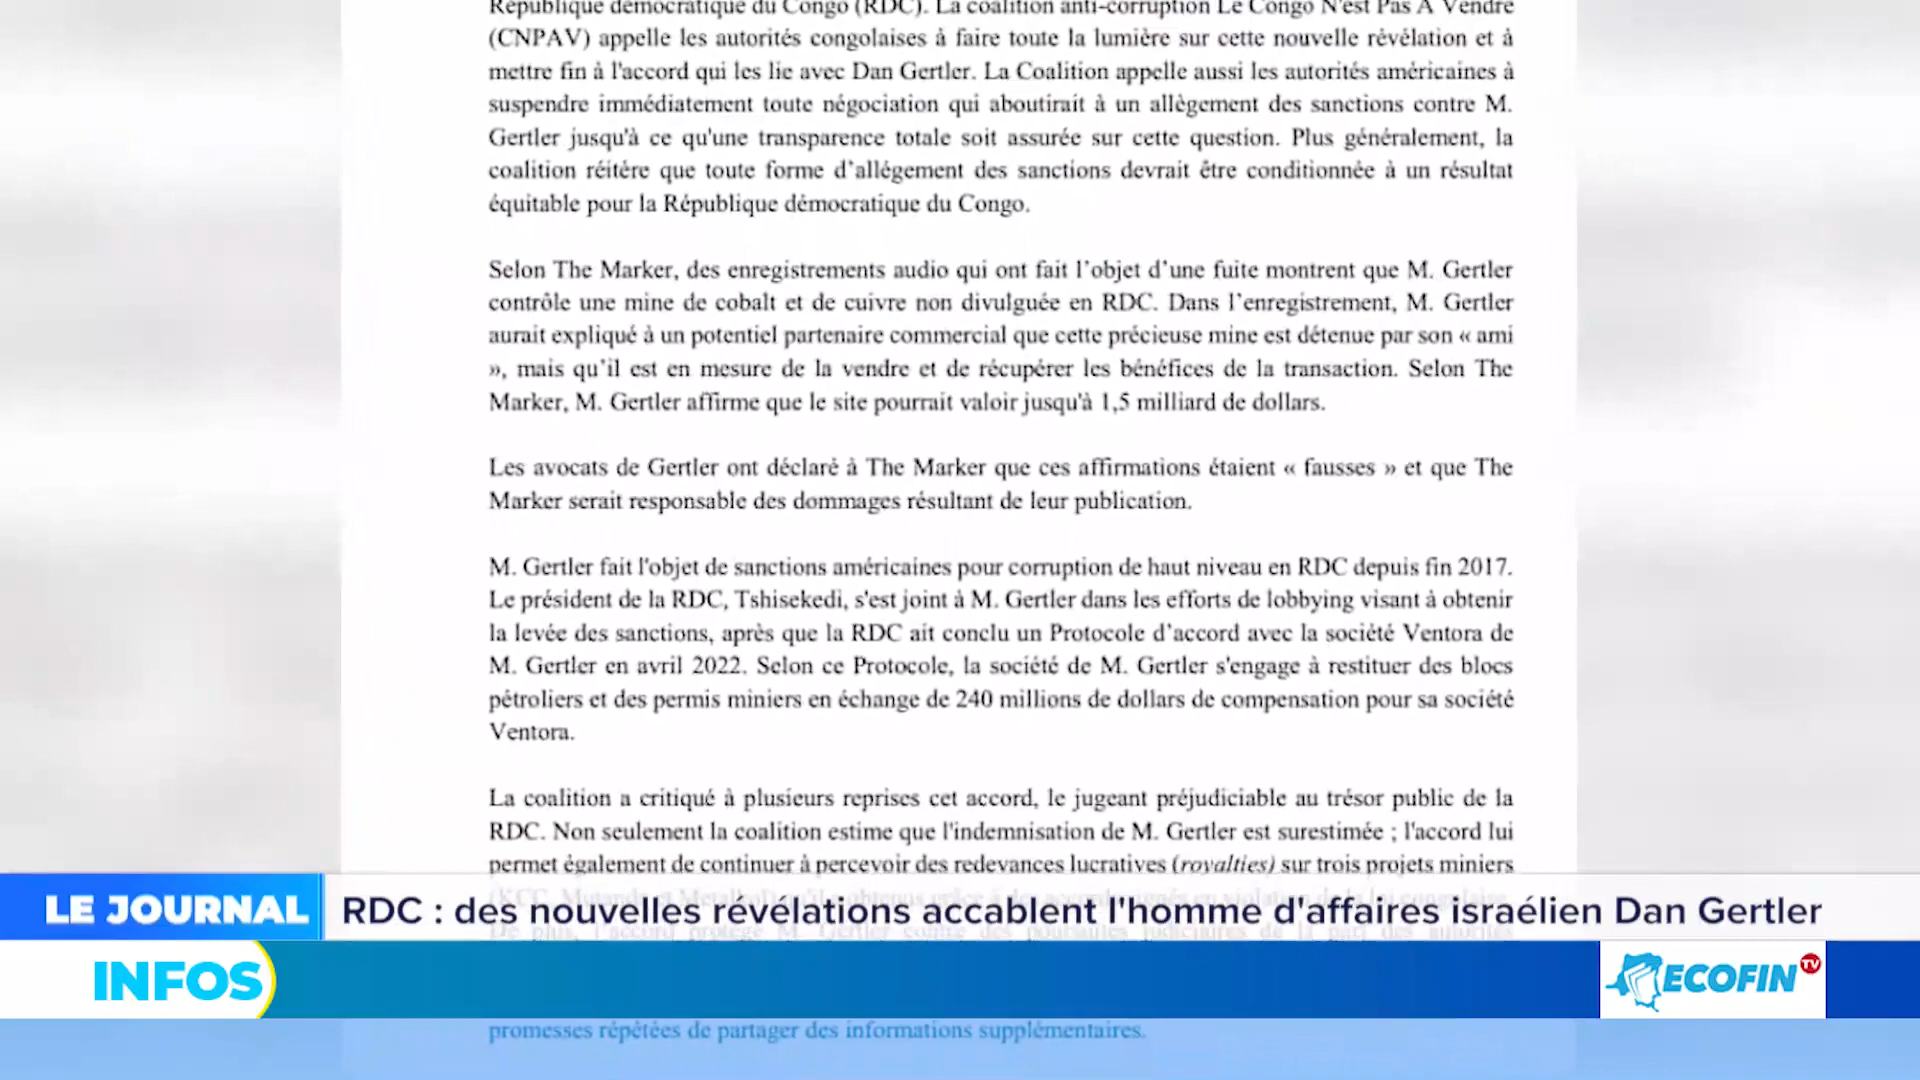 République démocratique du Congo (RDC). La coalition anti-corruption Le Congo N'est Pas A Vendre
(CNPAV) appelle les autorités congolaises à faire toute la lumière sur cette nouvelle révélation et à
mettre fin à l'accord qui les lie avec Dan Gertler. La Coalition appelle aussi les autorités américaines à
suspendre immédiatement toute négociation qui aboutirait à un allègement des sanctions contre M.
Gertler jusqu'à ce qu'une transparence totale soit assurée sur cette question. Plus généralement, la
coalition réitère que toute forme d’allégement des sanctions devrait être conditionnée à un résultat
équitable pour la République démocratique du Congo.
Selon The Marker, des enregistrements audio qui ont fait l’objet d’une fuite montrent que M. Gertler
contrôle une mine de cobalt et de cuivre non divulguée en RDC. Dans l’enregistrement, M. Gertler
aurait expliqué à un potentiel partenaire commercial que cette précieuse mine est détenue par son « ami
», mais qu’il est en mesure de la vendre et de récupérer les bénéfices de la transaction. Selon The
Marker, M. Gertler affirme que le site pourrait valoir jusqu'à 1,5 milliard de dollars.
Les avocats de Gertler ont déclaré à The Marker que ces affirmations étaient « fausses » et que The
Marker serait responsable des dommages résultant de leur publication.
M. Gertler fait l'objet de sanctions américaines pour corruption de haut niveau en RDC depuis fin 2017.
Le président de la RDC, Tshisekedi, s'est joint à M. Gertler dans les efforts de lobbying visant à obtenir
la levée des sanctions, après que la RDC ait conclu un Protocole d’accord avec la société Ventora de
M. Gertler en avril 2022. Selon ce Protocole, la société de M. Gertler s'engage à restituer des blocs
pétroliers et des permis miniers en échange de 240 millions de dollars de compensation pour sa société
Ventora.
La coalition a critiqué à plusieurs reprises cet accord, le jugeant préjudiciable au trésor public de la
RDC. Non seulement la coalition estime que l'indemnisation de M. Gertler est surestimée ; l'accord lui
permet également de continuer à percevoir des redevances lucratives (royalties) sur trois projets miniers
LE JOURNAL RDC : des nouvelles révélations accablent l'homme d'affaires israélien Dan Gertler
De plus, l'accord protège M. Gertler contre des poursuites judiciaires de la part des autorités
INFOS
ECOFIN TV
promesses répétées de partager des informations supplémentaires.